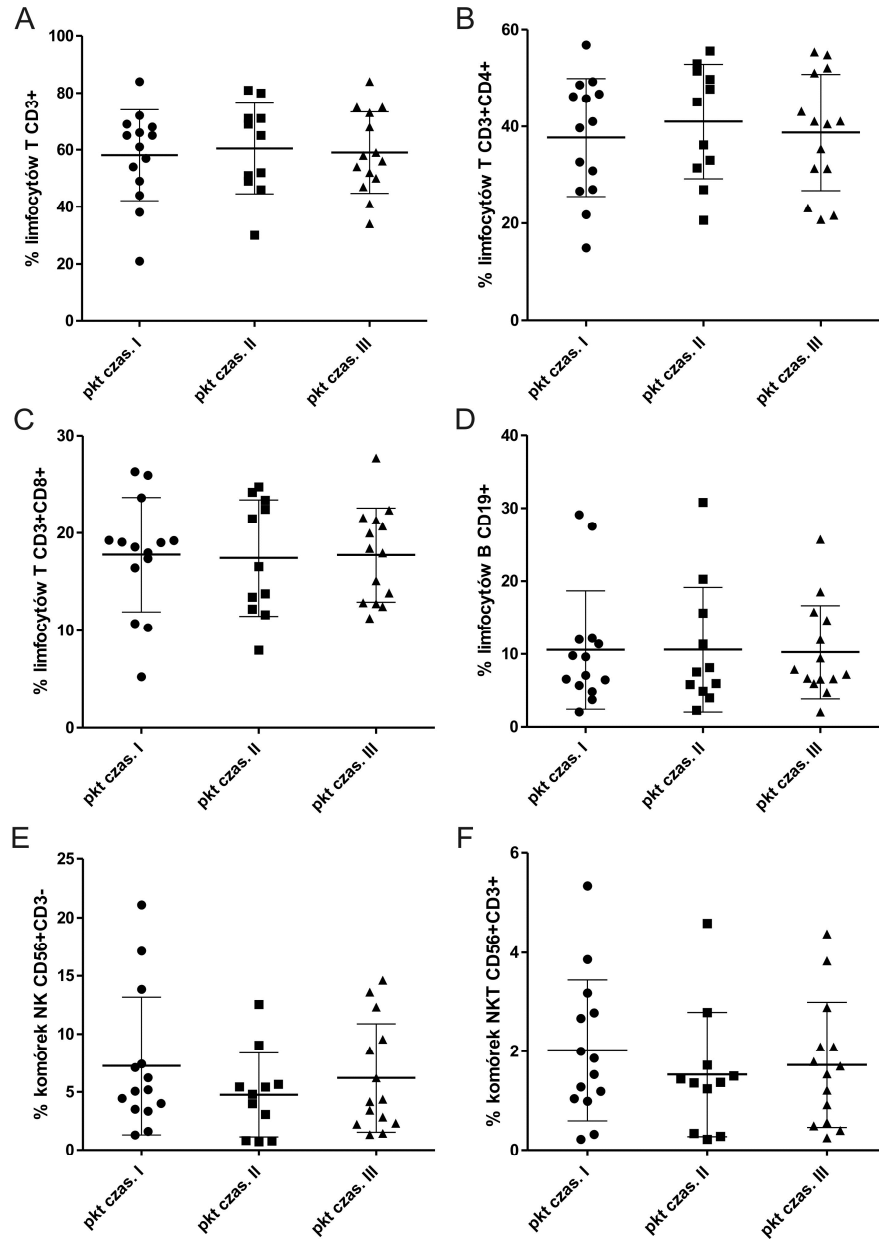 A
% limfocytów T CD3+
100
80
60
40
20
0
pkt czas. I
pkt czas. II
pkt czas. III
B
% limfocytów T CD3+CD4+
60
40
20
0
pkt czas. I
pkt czas. II
pkt czas. III
C
% limfocytów T CD3+CD8+
30
20
10
0
pkt czas. I
pkt czas. II
pkt czas. III
D
% limfocytów B CD19+
40
30
20
10
0
pkt czas. I
pkt czas. II
pkt czas. III
E
% komórek NK CD56+CD3-
25
20
15
10
5
0
pkt czas. I
pkt czas. II
pkt czas. III
F
% komórek NKT CD56+CD3+
6
4
2
0
pkt czas. I
pkt czas. II
pkt czas. III